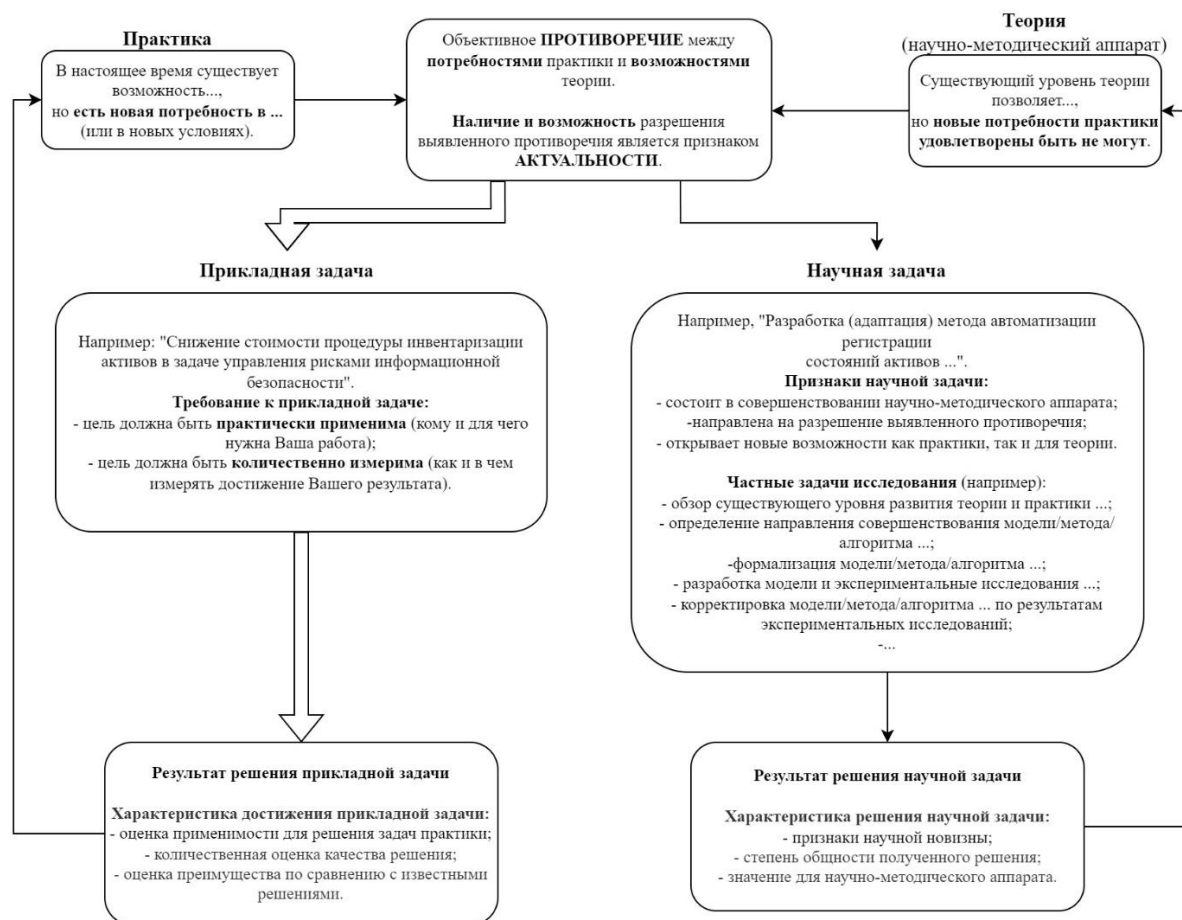 Практика
В настоящее время существует
возможность...,
но есть новая потребность в ...
(или в новых условиях).
Объективное ПРОТИВОРЕЧИЕ между
потребностями практики и возможностями
теории.
Наличие и возможность разрешения
выявленного противоречия является признаком
АКТУАЛЬНОСТИ.
Теория
(научно-методический аппарат)
Существующий уровень теории
позволяет...,
но новые потребности практики
удовлетворены быть не могут.
Прикладная задача
Например: "Снижение стоимости процедуры инвентаризации
активов в задаче управления рисками информационной
безопасности".
Требование к прикладной задаче:
- цель должна быть практически применима (кому и для чего
нужна Ваша работа);
- цель должна быть количественно измерима (как и в чем
измерять достижение Вашего результата).
Научная задача
Например, "Разработка (адаптация) метода автоматизации
регистрации
состояний активов ...".
Признаки научной задачи:
- состоит в совершенствовании научно-методического аппарата;
-направлена на разрешение выявленного противоречия;
- открывает новые возможности как практики, так и для теории.
Частные задачи исследования (например):
- обзор существующего уровня развития теории и практики ...;
- определение направления совершенствования модели/метода/
алгоритма ...;
-формализация модели/метода/алгоритма ...;
- разработка модели и экспериментальные исследования ...;
- корректировка модели/метода/алгоритма ... по результатам
экспериментальных исследований;
-...
Результат решения прикладной задачи
Характеристика достижения прикладной задачи:
- оценка применимости для решения задач практики;
- количественная оценка качества решения;
- оценка преимущества по сравнению с известными
решениями.
Результат решения научной задачи
Характеристика решения научной задачи:
- признаки научной новизны;
- степень общности полученного решения;
- значение для научно-методического аппарата.